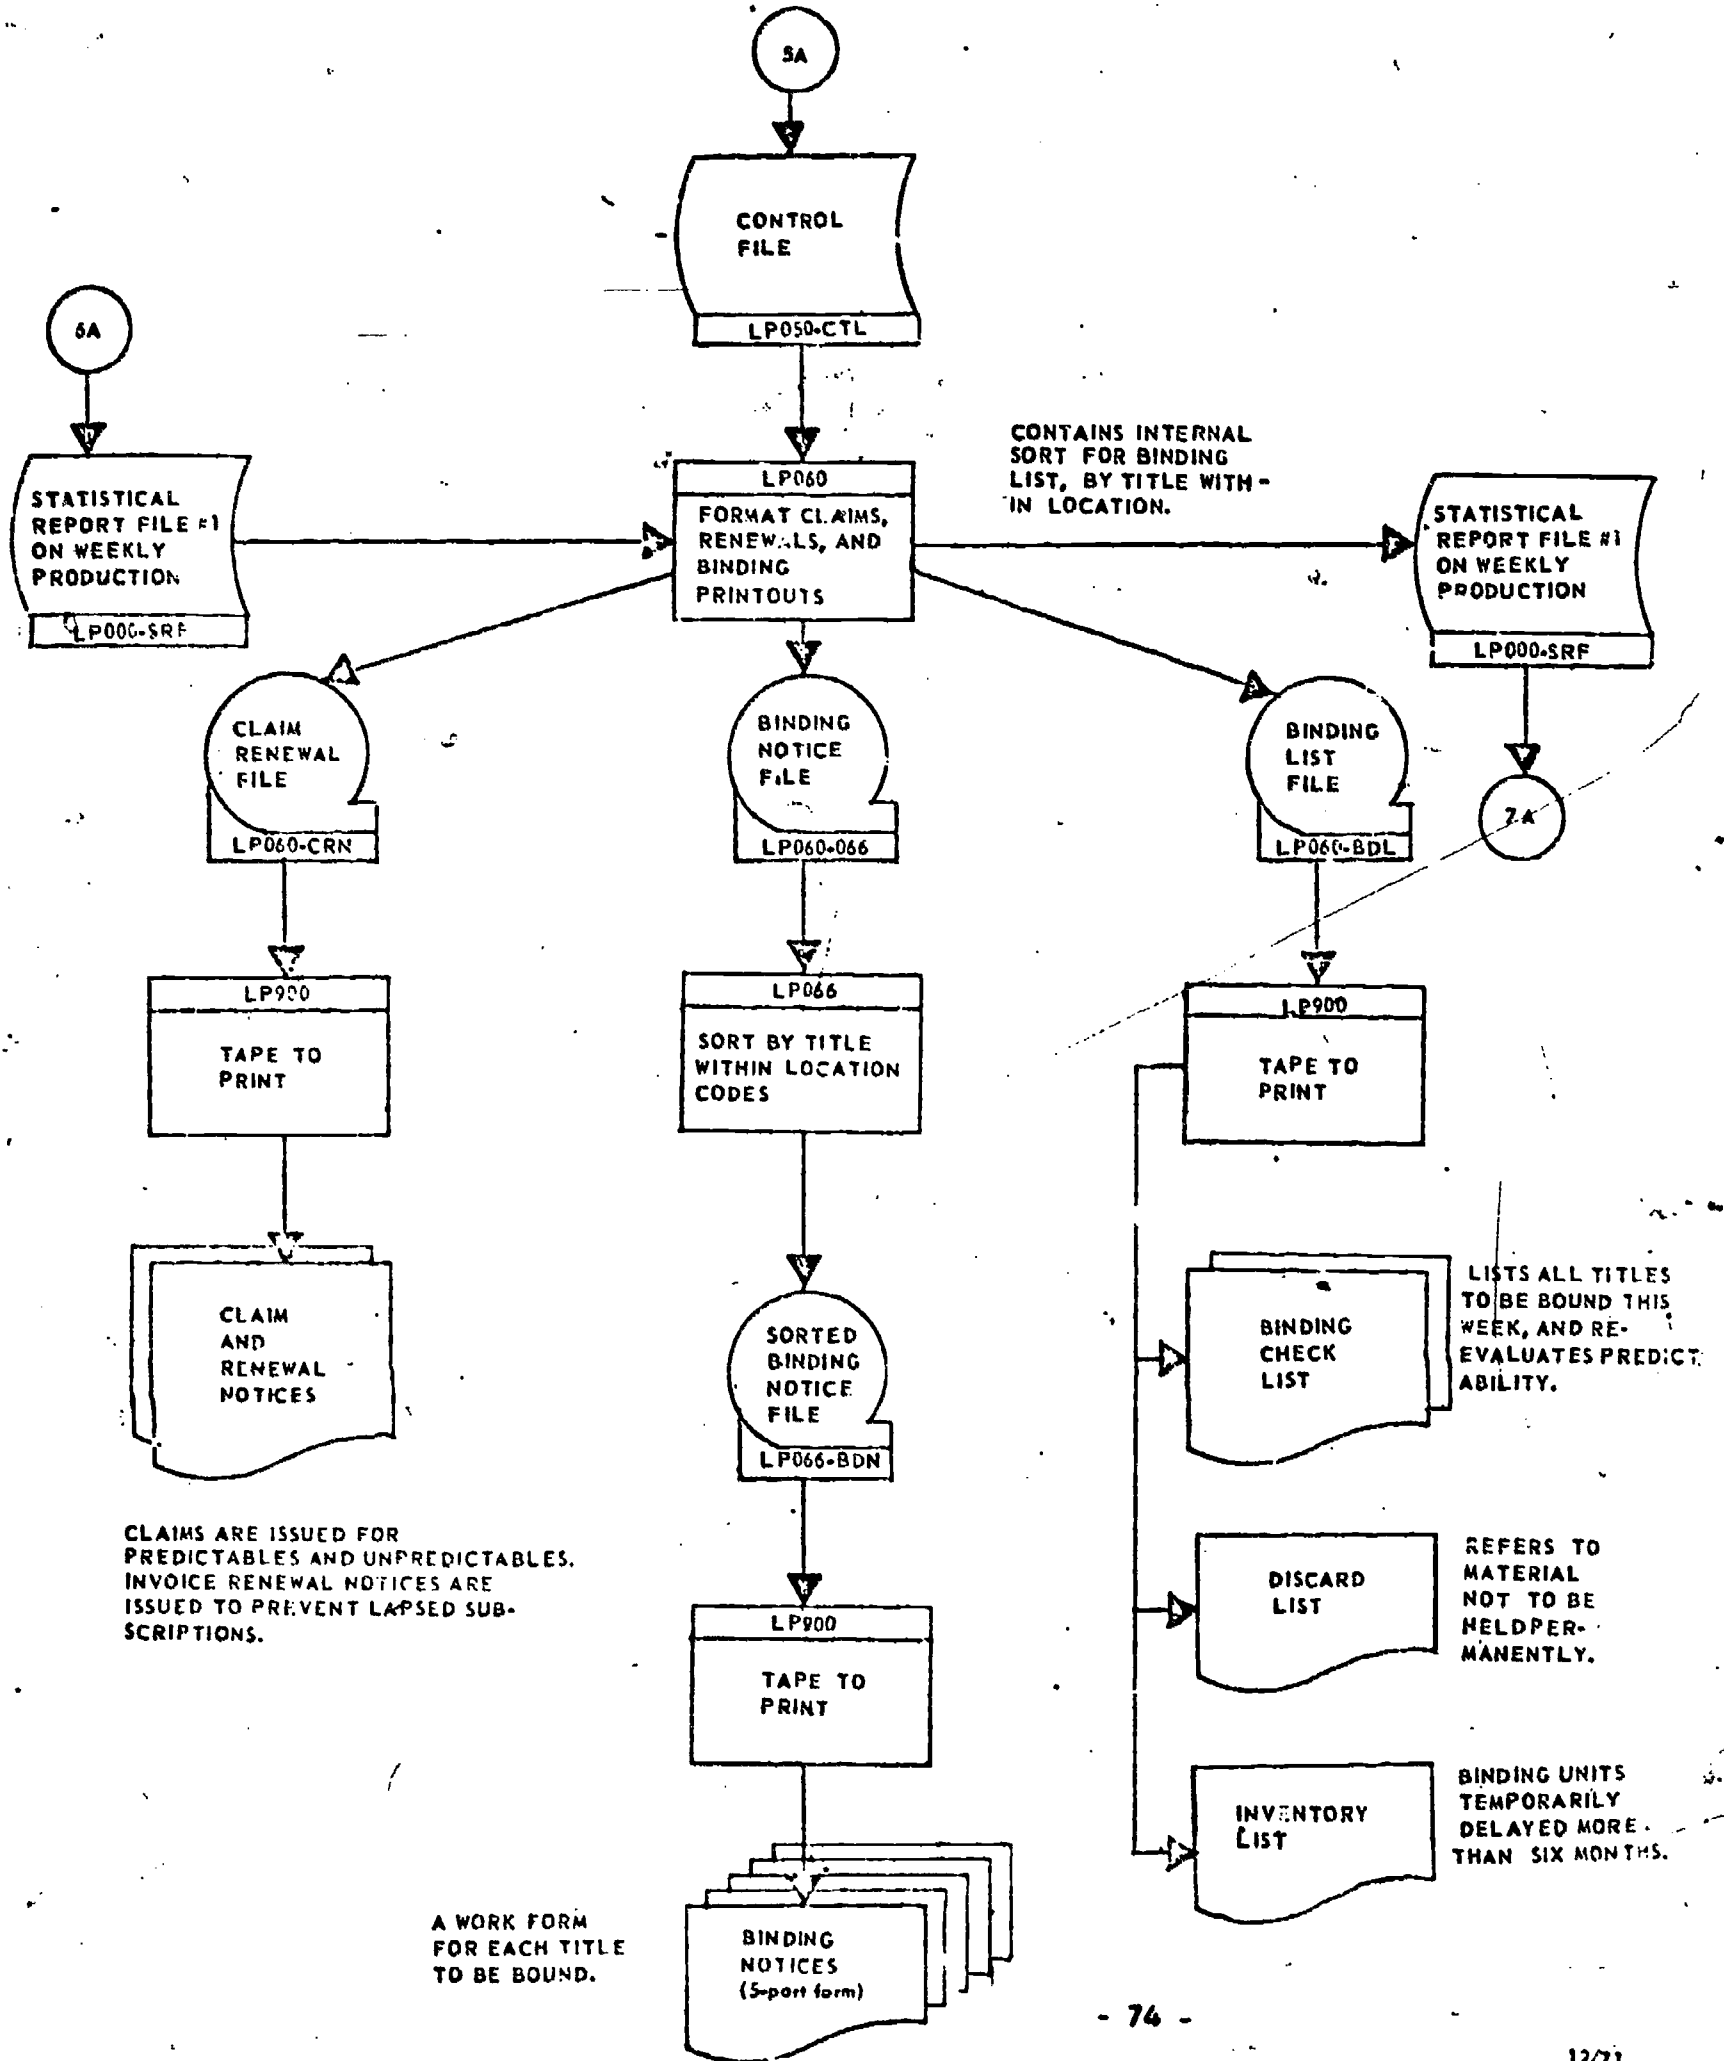 5A
CONTROL
FILE
LP050-CTL
6A
STATISTICAL
REPORT FILE #1
ON WEEKLY
PRODUCTION
LP000-SRF
LP060
FORMAT CLAIMS,
RENEWALS, AND
BINDING
PRINTOUTS
CONTAINS INTERNAL
SORT FOR BINDING
LIST, BY TITLE WITH-
IN LOCATION.
STATISTICAL
REPORT FILE #1
ON WEEKLY
PRODUCTION
LP000-SRF
7A
CLAIM
RENEWAL
FILE
LP060-CRN
BINDING
NOTICE
FILE
LP060-066
BINDING
LIST
FILE
LP060-BDL
LP900
TAPE TO
PRINT
LP066
SORT BY TITLE
WITHIN LOCATION
CODES
LP900
TAPE TO
PRINT
CLAIM
AND
RENEWAL
NOTICES
CLAIMS ARE ISSUED FOR
PREDICTABLES AND UNPREDICTABLES.
INVOICE RENEWAL NOTICES ARE
ISSUED TO PREVENT LAPSED SUB-
SCRIPTIONS.
SORTED
BINDING
NOTICE
FILE
LP066-BDN
LP900
TAPE TO
PRINT
A WORK FORM
FOR EACH TITLE
TO BE BOUND.
BINDING
NOTICES
(5-part form)
BINDING
CHECK
LIST
LISTS ALL TITLES
TO BE BOUND THIS
WEEK, AND RE-
EVALUATES PREDICT
ABILITY.
DISCARD
LIST
REFERS TO
MATERIAL
NOT TO BE
HELD PER-
MANENTLY.
INVENTORY
LIST
BINDING UNITS
TEMPORARILY
DELAYED MORE
THAN SIX MONTHS.
- 74 -